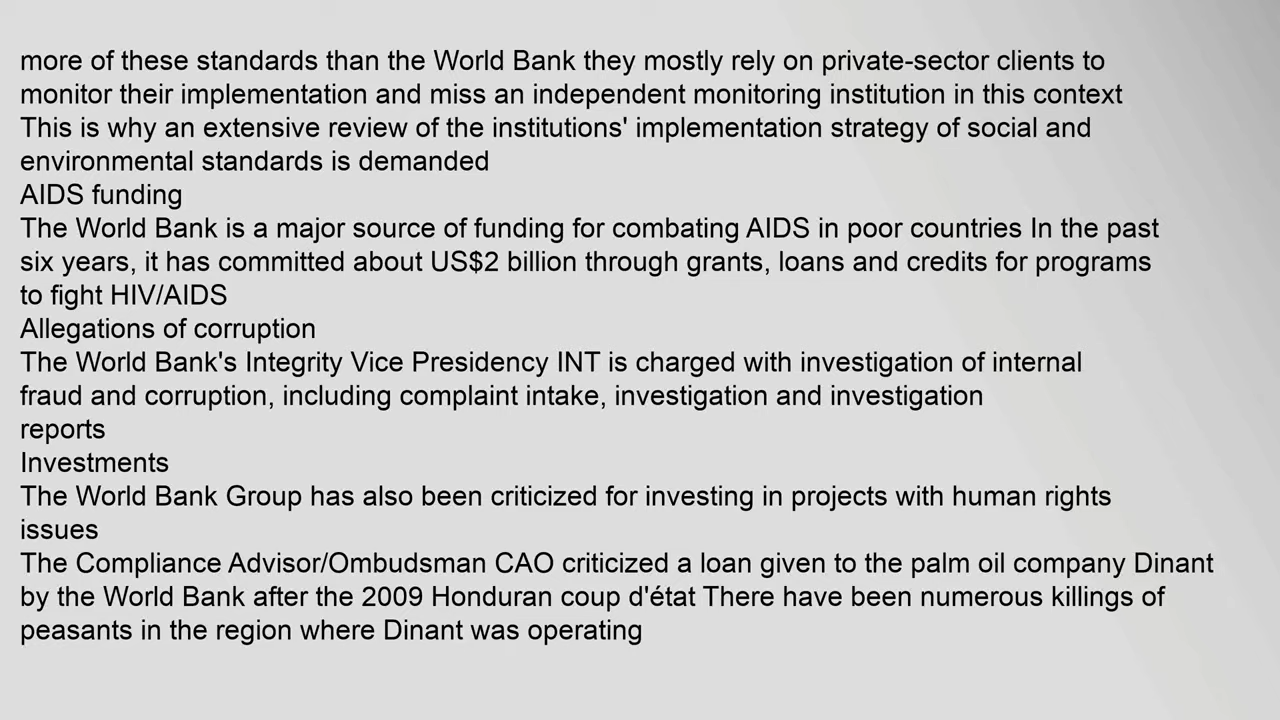 more of these standards than the World Bank they mostly rely on private-sector clients to
monitor their implementation and miss an independent monitoring institution in this context
This is why an extensive review of the institutions' implementation strategy of social and
environmental standards is demanded
AIDS funding
The World Bank is a major source of funding for combating AIDS in poor countries In the past
six years, it has committed about US$2 billion through grants, loans and credits for programs
to fight HIV/AIDS
Allegations of corruption
The World Bank's Integrity Vice Presidency INT is charged with investigation of internal
fraud and corruption, including complaint intake, investigation and investigation
reports
Investments
The World Bank Group has also been criticized for investing in projects with human rights
issues
The Compliance Advisor/Ombudsman CAO criticized a loan given to the palm oil company Dinant
by the World Bank after the 2009 Honduran coup d'état There have been numerous killings of
peasants in the region where Dinant was operating